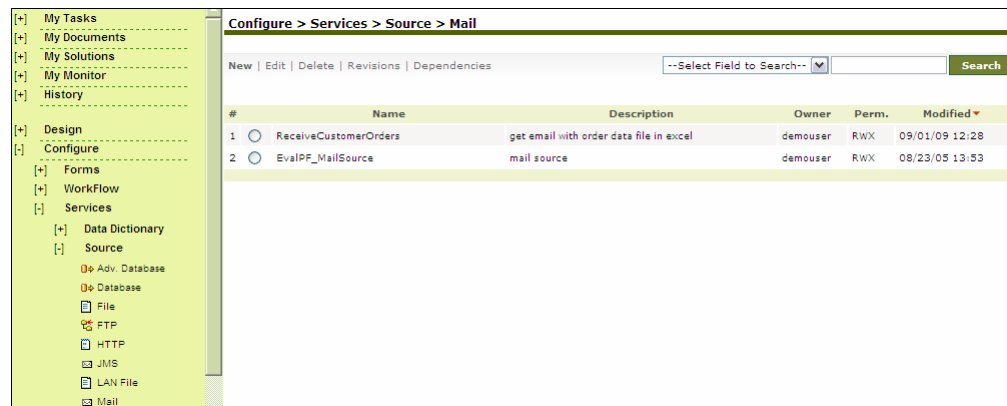 [+] My Tasks
[+] My Documents
[+] My Solutions
[+] My Monitor
[+] History
[+] Design
[-] Configure
[+] Forms
[+] WorkFlow
[-] Services
[+] Data Dictionary
[-] Source
Adv. Database
Database
File
FTP
HTTP
JMS
LAN File
Mail
Configure > Services > Source > Mail
New | Edit | Delete | Revisions | Dependencies --Select Field to Search-- Search
# Name Description Owner Perm. Modified
1 ReceiveCustomerOrders get email with order data file in excel demouser RWX 09/01/09 12:28
2 EvalPF_MailSource mail source demouser RWX 08/23/05 13:53